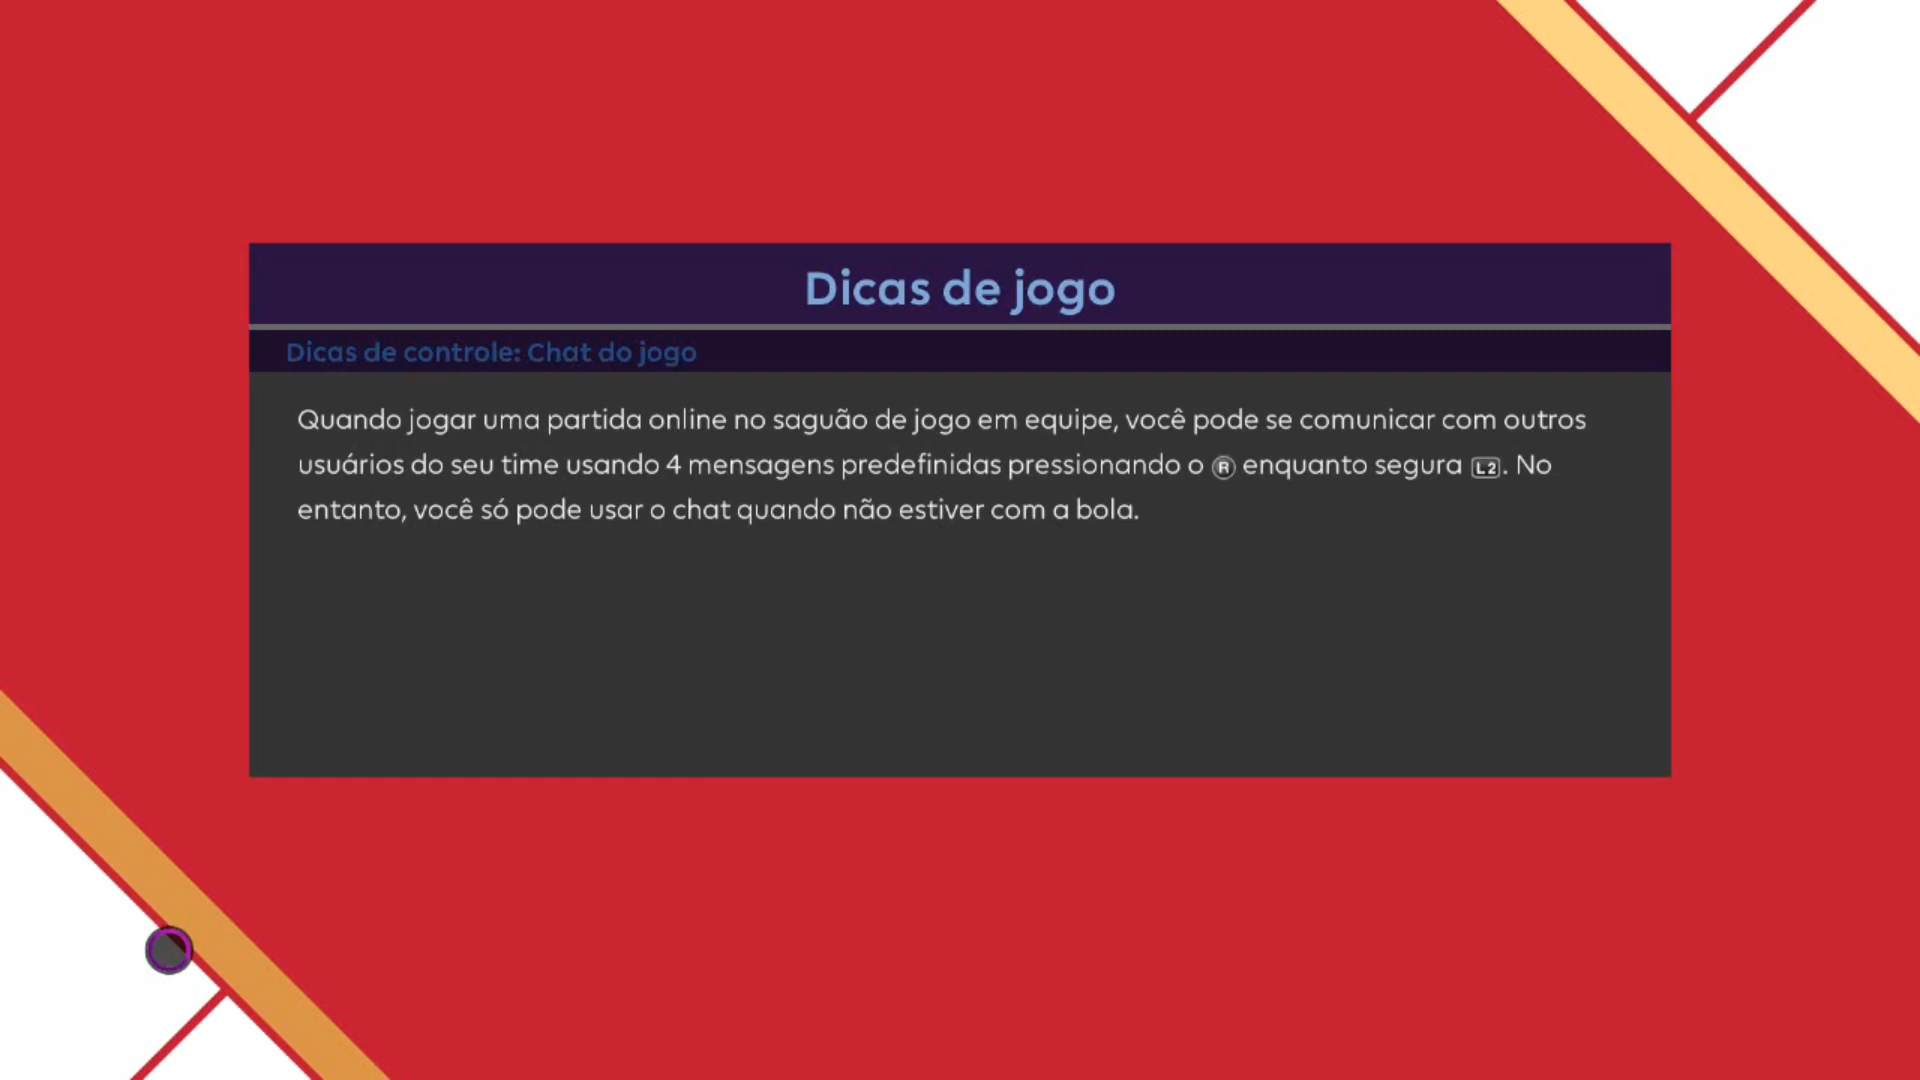 Dicas de jogo
Dicas de controle: Chat do jogo
Quando jogar uma partida online no saguão de jogo em equipe, você pode se comunicar com outros
usuários do seu time usando 4 mensagens predefinidas pressionando o R enquanto segura L2. No
entanto, você só pode usar o chat quando não estiver com a bola.